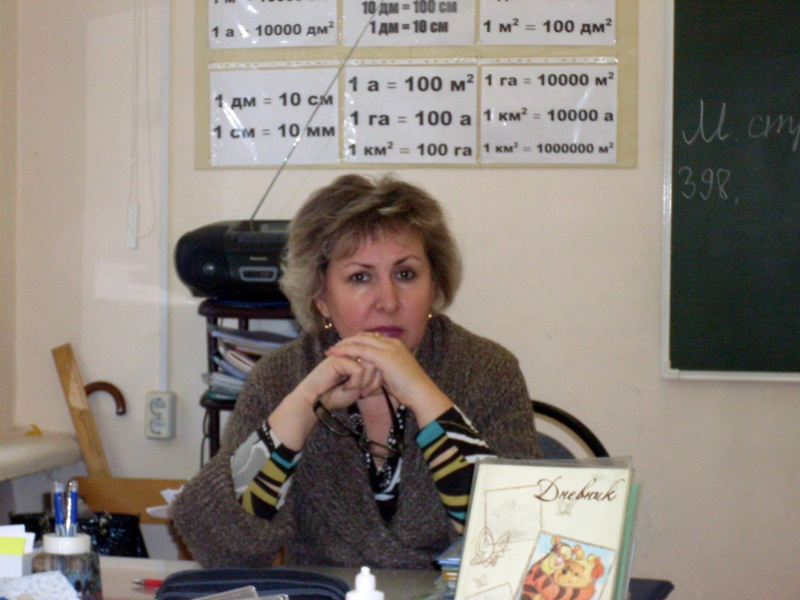 1 а = 10000 дм²
10 дм = 100 см
1 дм = 10 см
1 м² = 100 дм²
1 дм = 10 см
1 см = 10 мм
1 а = 100 м²
1 га = 100 а
1 км² = 100 га
1 га = 10000 м²
1 км² = 10000 а
1 км² = 1000000 м²
М стр
398,
Дневник